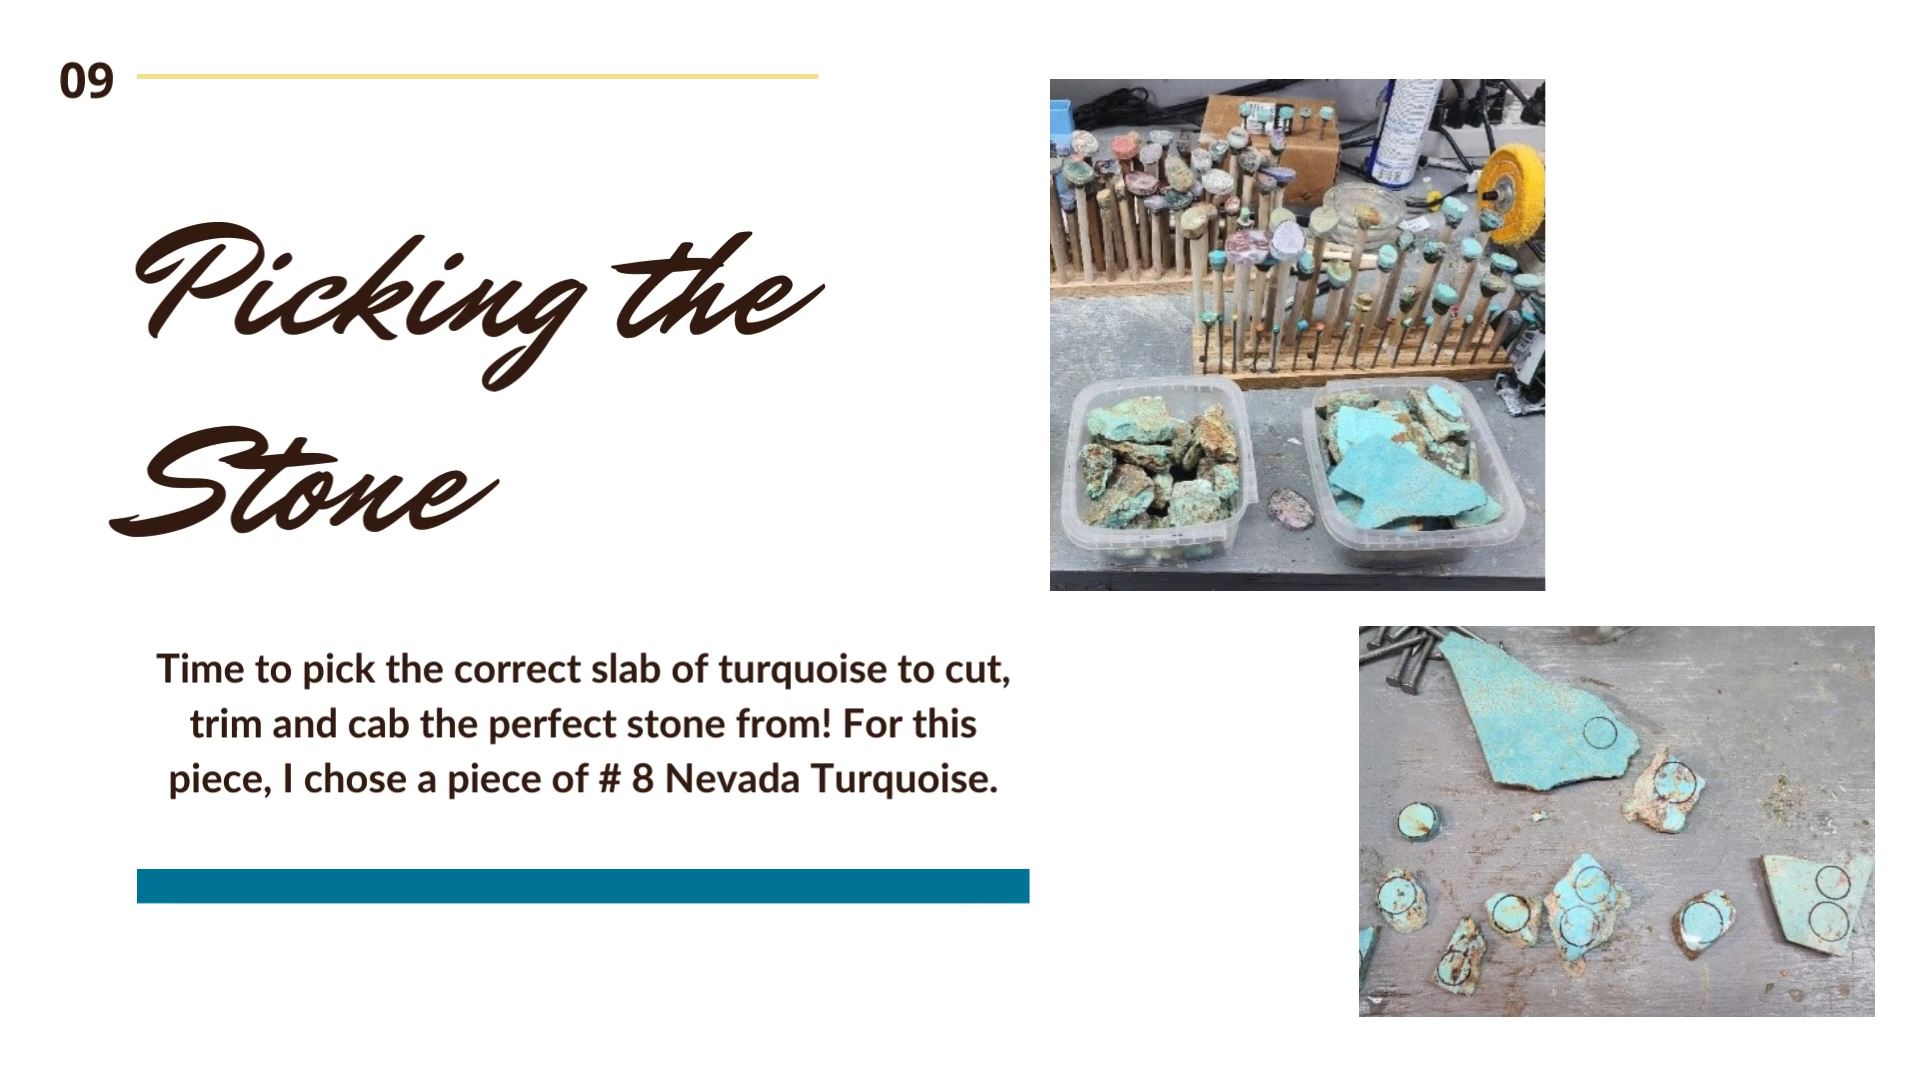 09
Picking the
Stone
Time to pick the correct slab of turquoise to cut,
trim and cab the perfect stone from! For this
piece, I chose a piece of # 8 Nevada Turquoise.